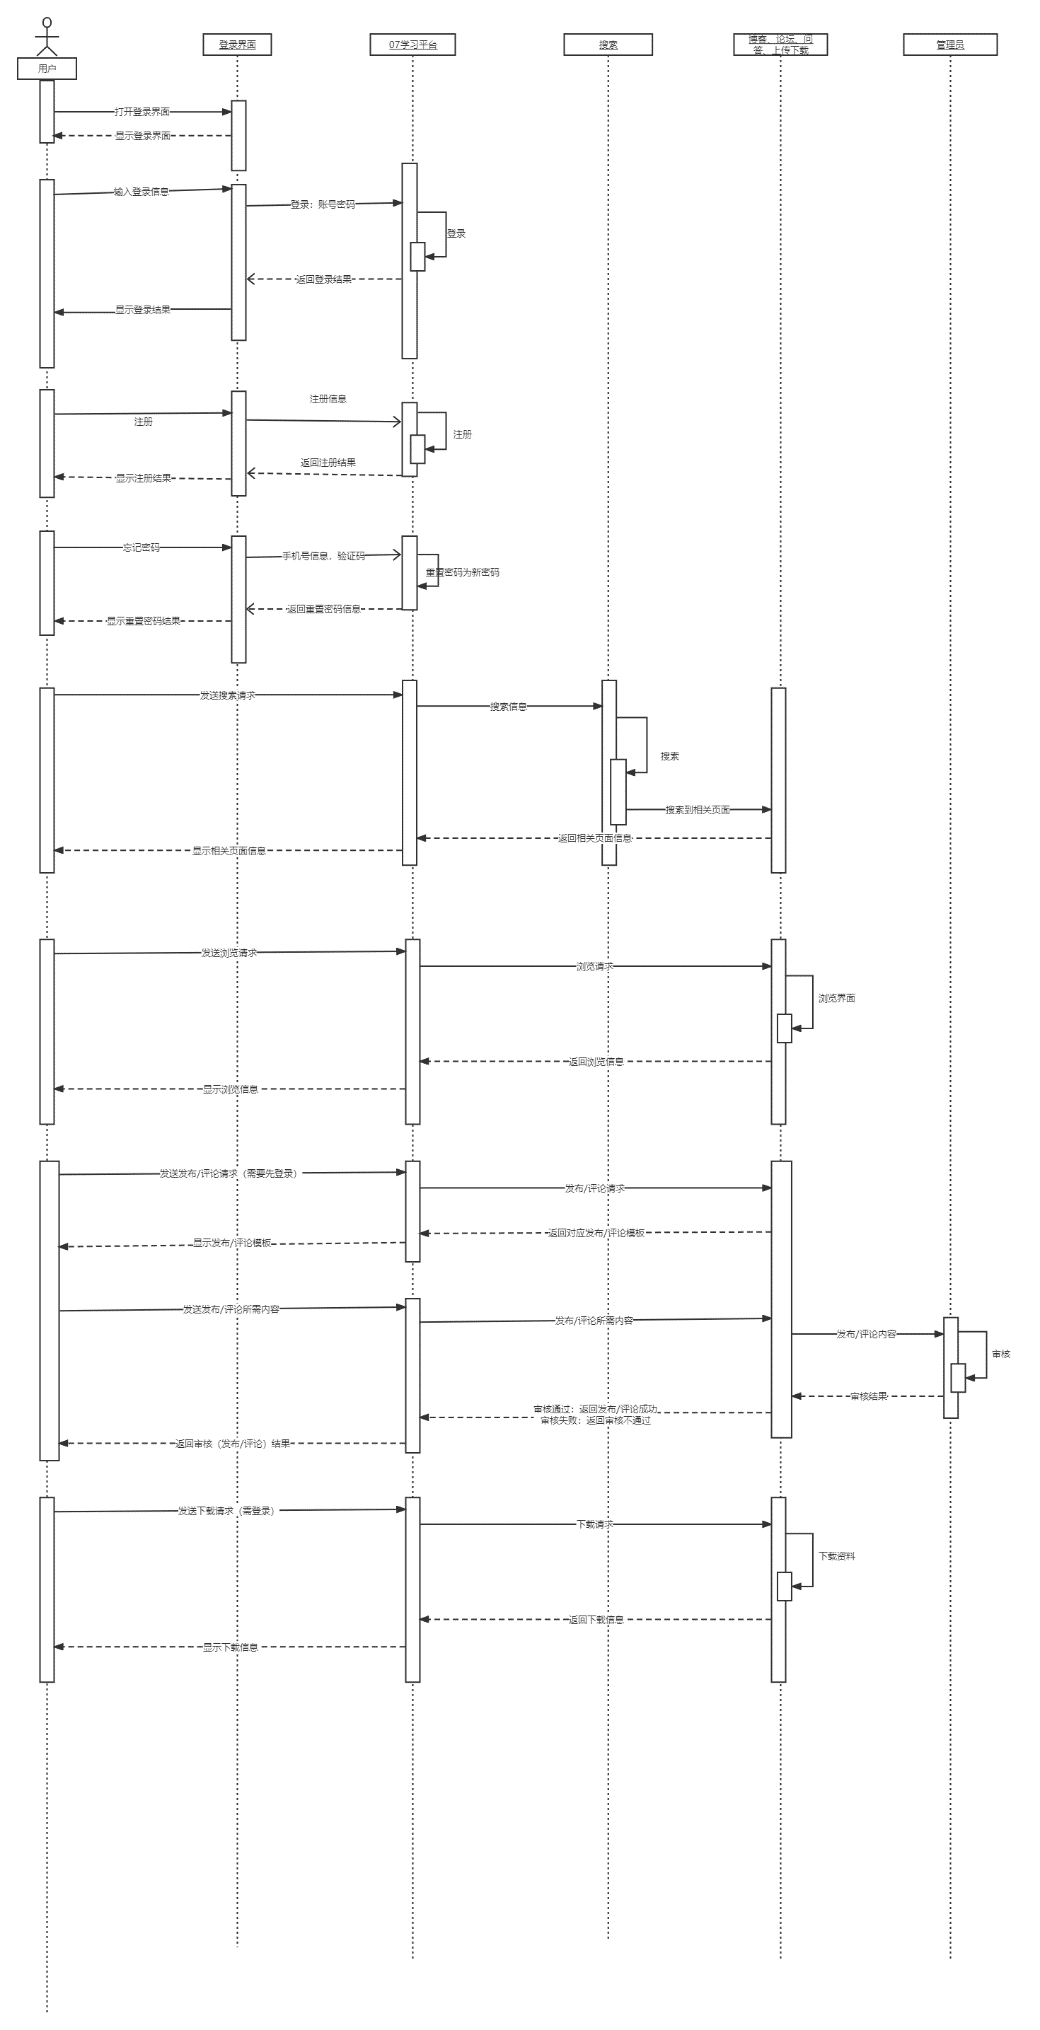 用户
登录界面
07学习平台
搜索
博客、论坛、问
答、上传下载
管理员
打开登录界面
显示登录界面
输入登录信息
登录：账号密码
登录
返回登录结果
显示登录结果
注册信息
注册
注册
返回注册结果
显示注册结果
忘记密码
手机号信息，验证码
重置密码为新密码
返回重置密码信息
显示重置密码结果
发送搜索请求
搜索信息
搜索
搜索到相关页面
返回相关页面信息
显示相关页面信息
发送浏览请求
浏览请求
浏览界面
返回浏览信息
显示浏览信息
发送发布/评论请求（需要先登录）
发布/评论请求
返回对应发布/评论模板
显示发布/评论模板
发送发布/评论所需内容
发布/评论所需内容
发布/评论内容
审核
审核结果
审核通过：返回发布/评论成功
审核失败：返回审核不通过
返回审核（发布/评论）结果
发送下载请求（需登录）
下载请求
下载资料
返回下载信息
显示下载信息